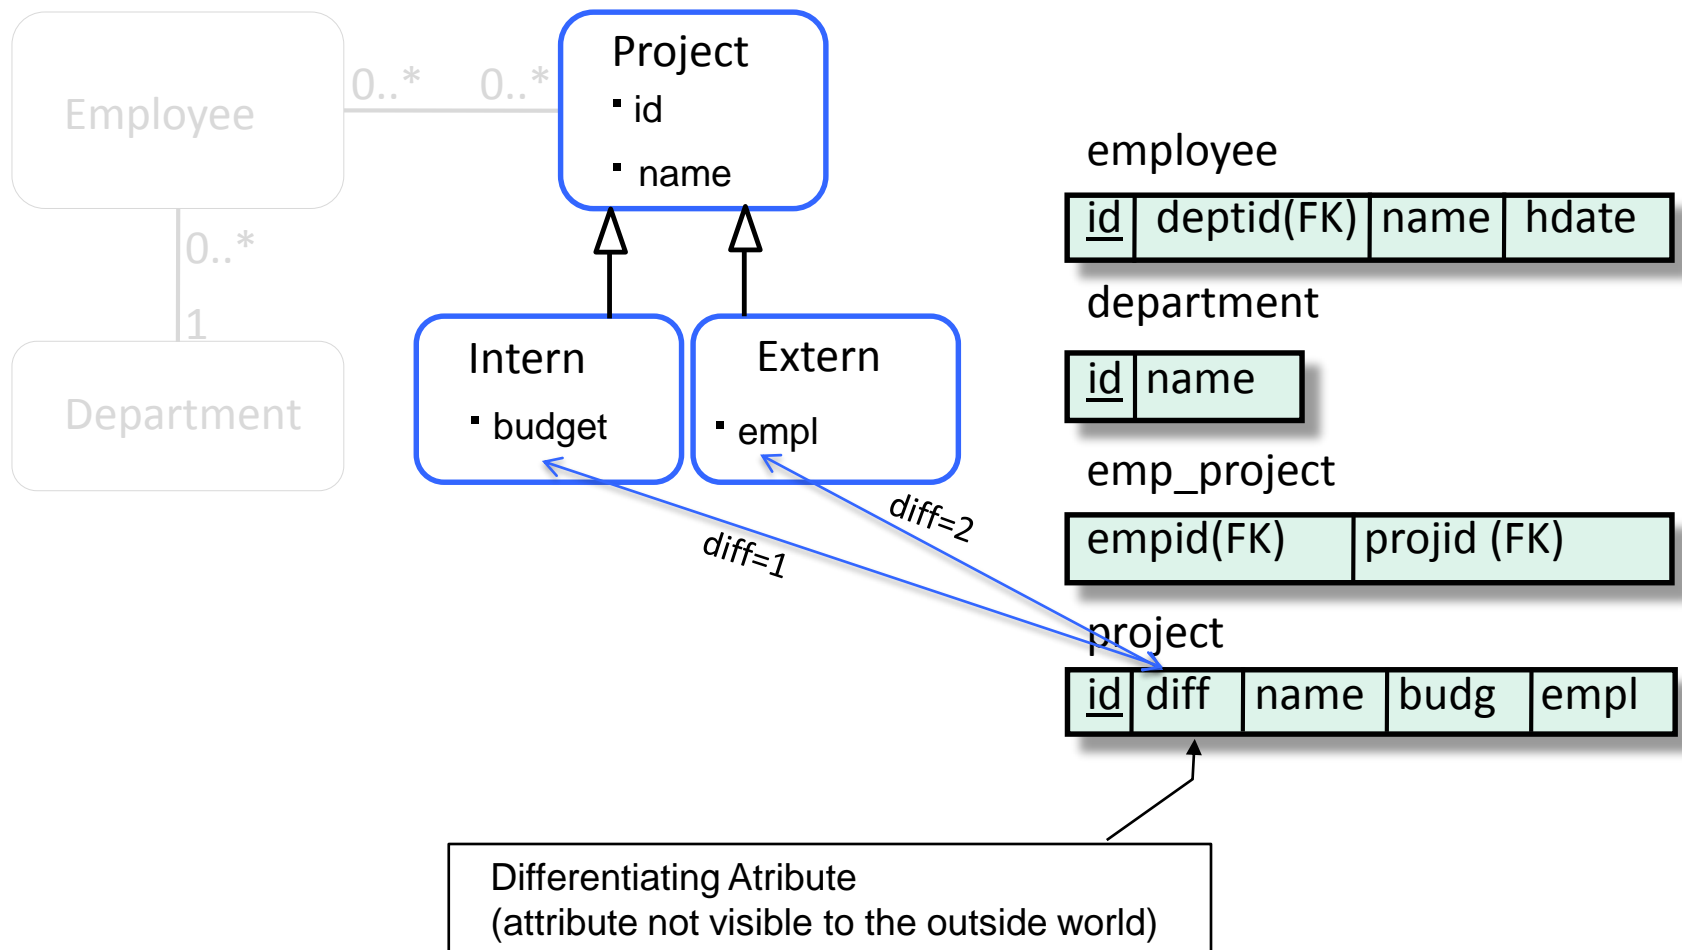 Employee
0..*
0..*
Project
▪ id
▪ name
0..*
1
Department
Intern
▪ budget
Extern
▪ empl
diff=1
diff=2
employee
id deptid(FK) name hdate
department
id name
emp_project
empid(FK) projid (FK)
project
id diff name budg empl
Differentiating Atribute
(attribute not visible to the outside world)